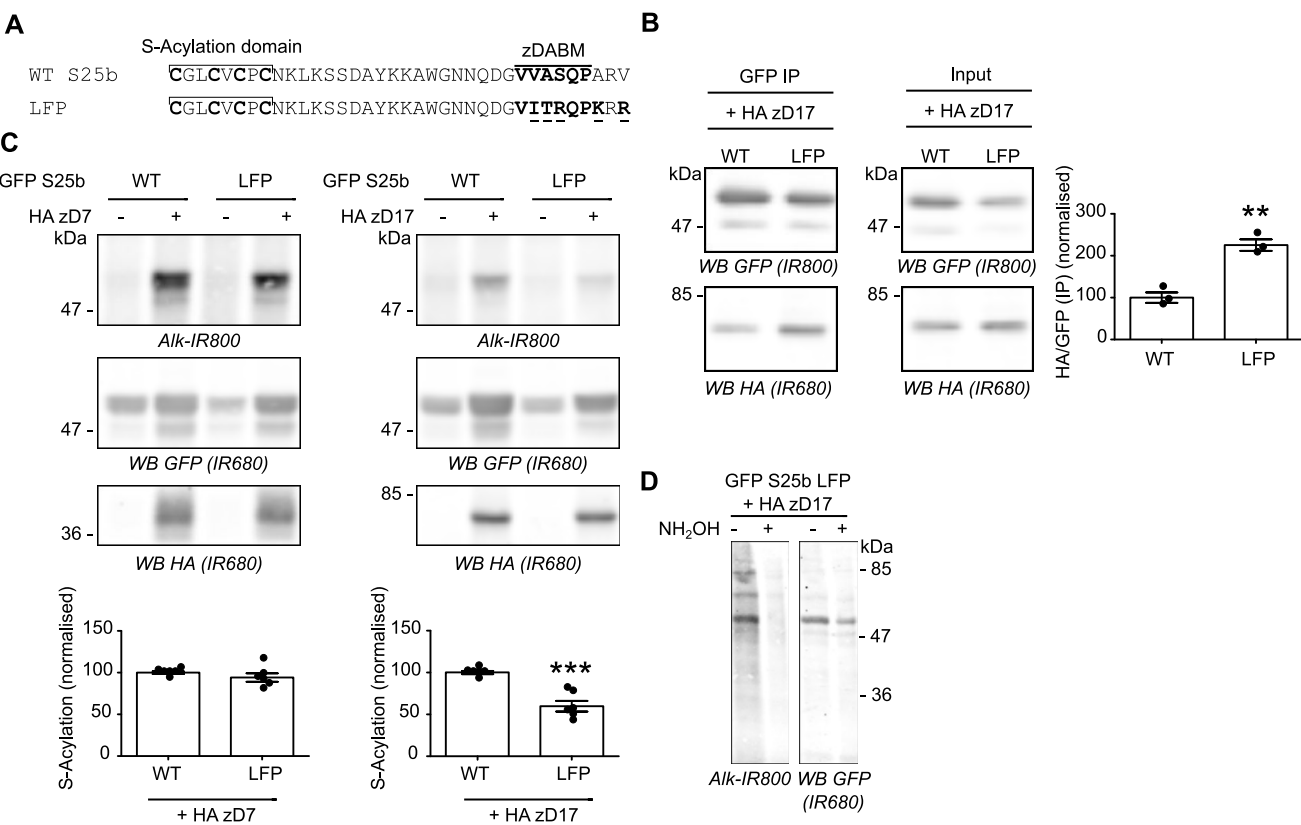 A
S-Acylation domain
zDABM
WT S25b CGLCVCPCNKLKSSDAYKKAWGNNQDGVVASQPARV
LFP CGLCVCPCNKLKSSDAYKKAWGNNQDGVITRQPKRR
B
GFP IP Input
+ HA zD17 + HA zD17
WT LFP WT LFP
kDa kDa
47 - 47 -
WB GFP (IR800) WB GFP (IR800)
85 - 85 -
WB HA (IR680) WB HA (IR680)
HA/GFP (IP) (normalised)
300
200
100
0
**
WT LFP
C
GFP S25b WT LFP
HA zD7 - + - +
kDa
47 -
Alk-IR800
47 -
WB GFP (IR680)
36 -
WB HA (IR680)
S-Acylation (normalised)
150
100
50
0
WT LFP
+ HA zD7
GFP S25b WT LFP
HA zD17 - + - +
kDa
47 -
Alk-IR800
47 -
WB GFP (IR680)
85 -
WB HA (IR680)
S-Acylation (normalised)
150
100
50
0
***
WT LFP
+ HA zD17
D
GFP S25b LFP
+ HA zD17
NH₂OH - + - +
kDa
- 85
- 47
- 36
Alk-IR800 WB GFP
(IR680)